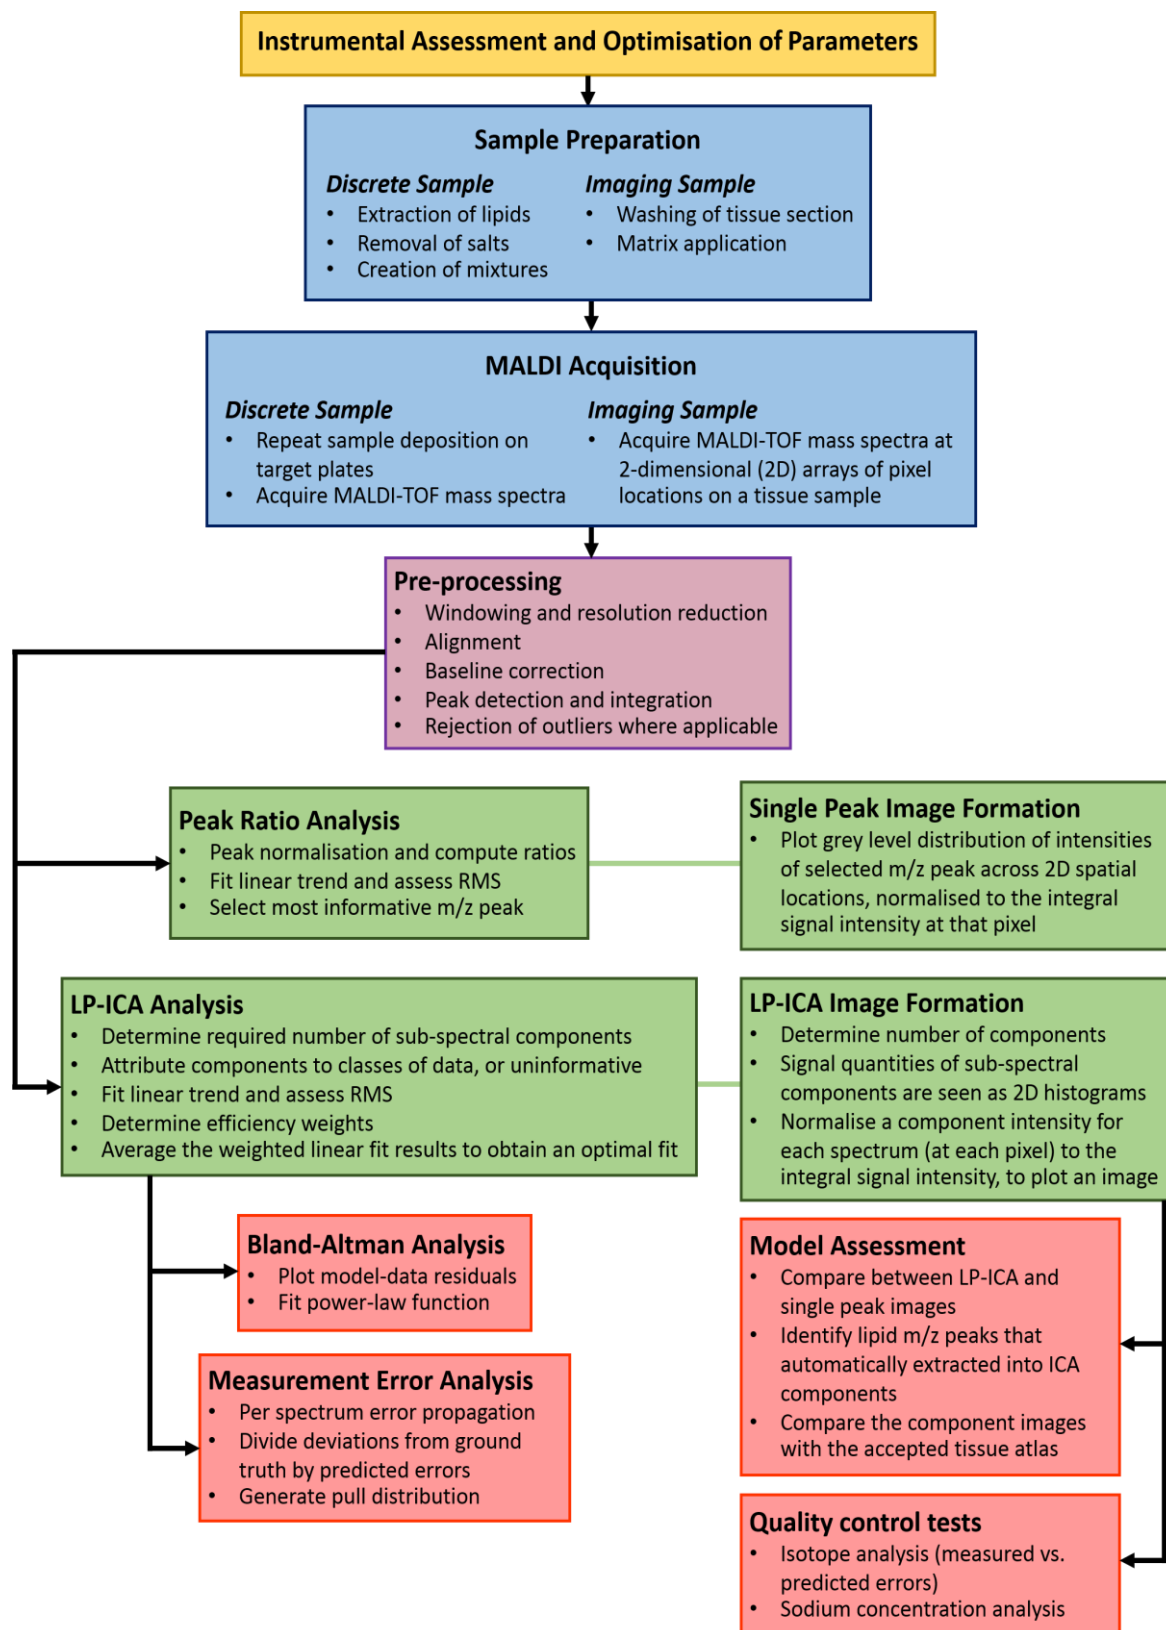 Instrumental Assessment and Optimisation of Parameters
Sample Preparation
Discrete Sample
• Extraction of lipids
• Removal of salts
• Creation of mixtures
Imaging Sample
• Washing of tissue section
• Matrix application
MALDI Acquisition
Discrete Sample
• Repeat sample deposition on
target plates
• Acquire MALDI-TOF mass spectra
Imaging Sample
• Acquire MALDI-TOF mass spectra at
2-dimensional (2D) arrays of pixel
locations on a tissue sample
Pre-processing
• Windowing and resolution reduction
• Alignment
• Baseline correction
• Peak detection and integration
• Rejection of outliers where applicable
Peak Ratio Analysis
• Peak normalisation and compute ratios
• Fit linear trend and assess RMS
• Select most informative m/z peak
Single Peak Image Formation
• Plot grey level distribution of intensities
of selected m/z peak across 2D spatial
locations, normalised to the integral
signal intensity at that pixel
LP-ICA Analysis
• Determine required number of sub-spectral components
• Attribute components to classes of data, or uninformative
• Fit linear trend and assess RMS
• Determine efficiency weights
• Average the weighted linear fit results to obtain an optimal fit
LP-ICA Image Formation
• Determine number of components
• Signal quantities of sub-spectral
components are seen as 2D histograms
• Normalise a component intensity for
each spectrum (at each pixel) to the
integral signal intensity, to plot an image
Bland-Altman Analysis
• Plot model-data residuals
• Fit power-law function
Measurement Error Analysis
• Per spectrum error propagation
• Divide deviations from ground
truth by predicted errors
• Generate pull distribution
Model Assessment
• Compare between LP-ICA and
single peak images
• Identify lipid m/z peaks that
automatically extracted into ICA
components
• Compare the component images
with the accepted tissue atlas
Quality control tests
• Isotope analysis (measured vs.
predicted errors)
• Sodium concentration analysis